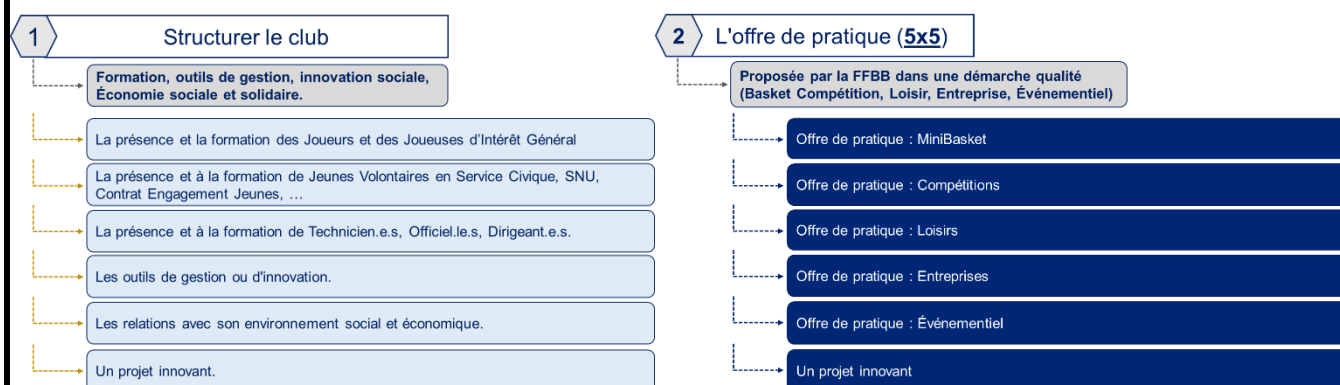 1
Structurer le club
Formation, outils de gestion, innovation sociale,
Économie sociale et solidaire.
La présence et la formation des Joueurs et des Joueuses d'Intérêt Général
La présence et à la formation de Jeunes Volontaires en Service Civique, SNU,
Contrat Engagement Jeunes, …
La présence et à la formation de Technicien.e.s, Officiel.le.s, Dirigeant.e.s.
Les outils de gestion ou d'innovation.
Les relations avec son environnement social et économique.
Un projet innovant.
2
L'offre de pratique (5x5)
Proposée par la FFBB dans une démarche qualité
(Basket Compétition, Loisir, Entreprise, Événementiel)
Offre de pratique : MiniBasket
Offre de pratique : Compétitions
Offre de pratique : Loisirs
Offre de pratique : Entreprises
Offre de pratique : Événementiel
Un projet innovant